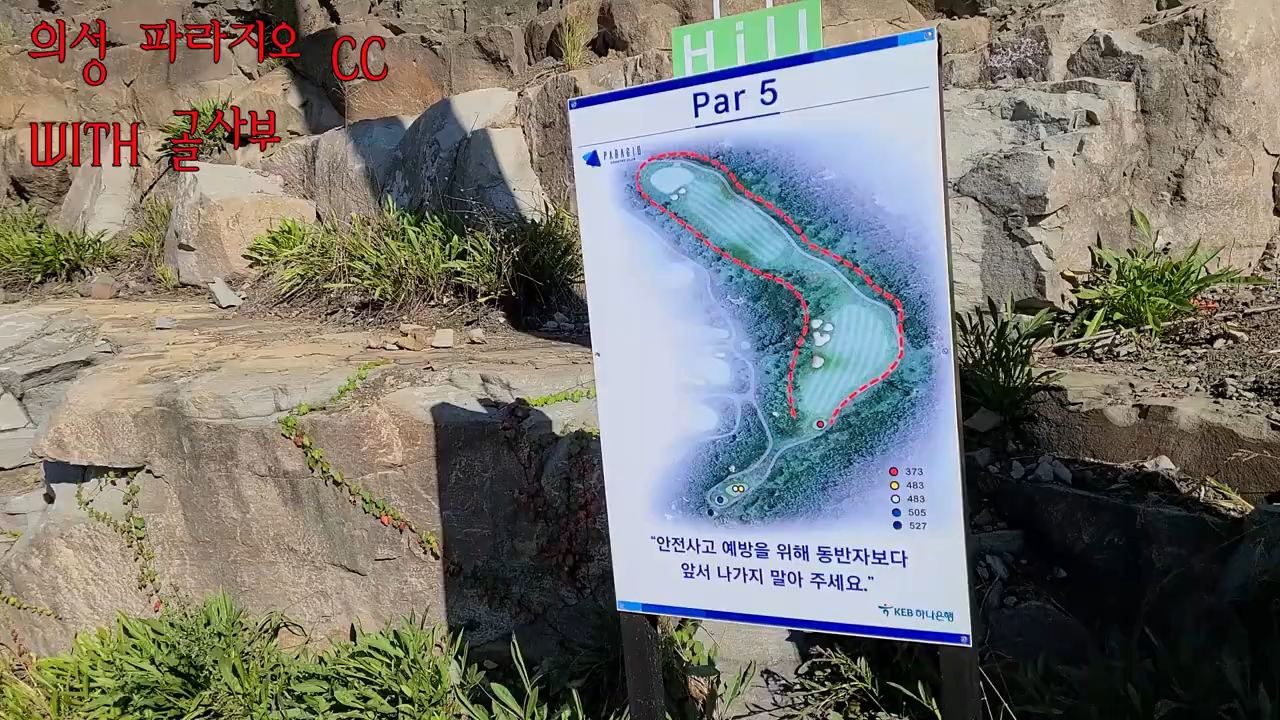 의성 파라지오 CC
WITH 골사부
Hill
Par 5
PARAGIO
COUNTRY CLUB
373
483
483
505
527
“안전사고 예방을 위해 동반자보다
앞서 나가지 말아 주세요.”
KEB 하나은행